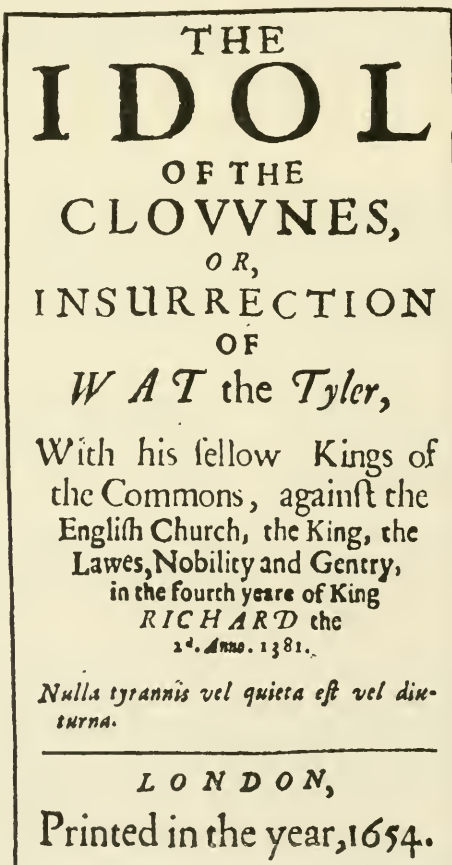 THE
IDOL
OF THE
CLOVVNES,
OR,
INSURRECTION
OF
WAT the Tyler,
With his fellow Kings of
the Commons, againſt the
Engliſh Church, the King, the
Lawes, Nobility and Gentry,
in the fourth yeare of King
RICHARD the
2d. Anno. 1381.
Nulla tyrannis vel quieta eſt vel diu-
turna.
LONDON,
Printed in the year, 1654.